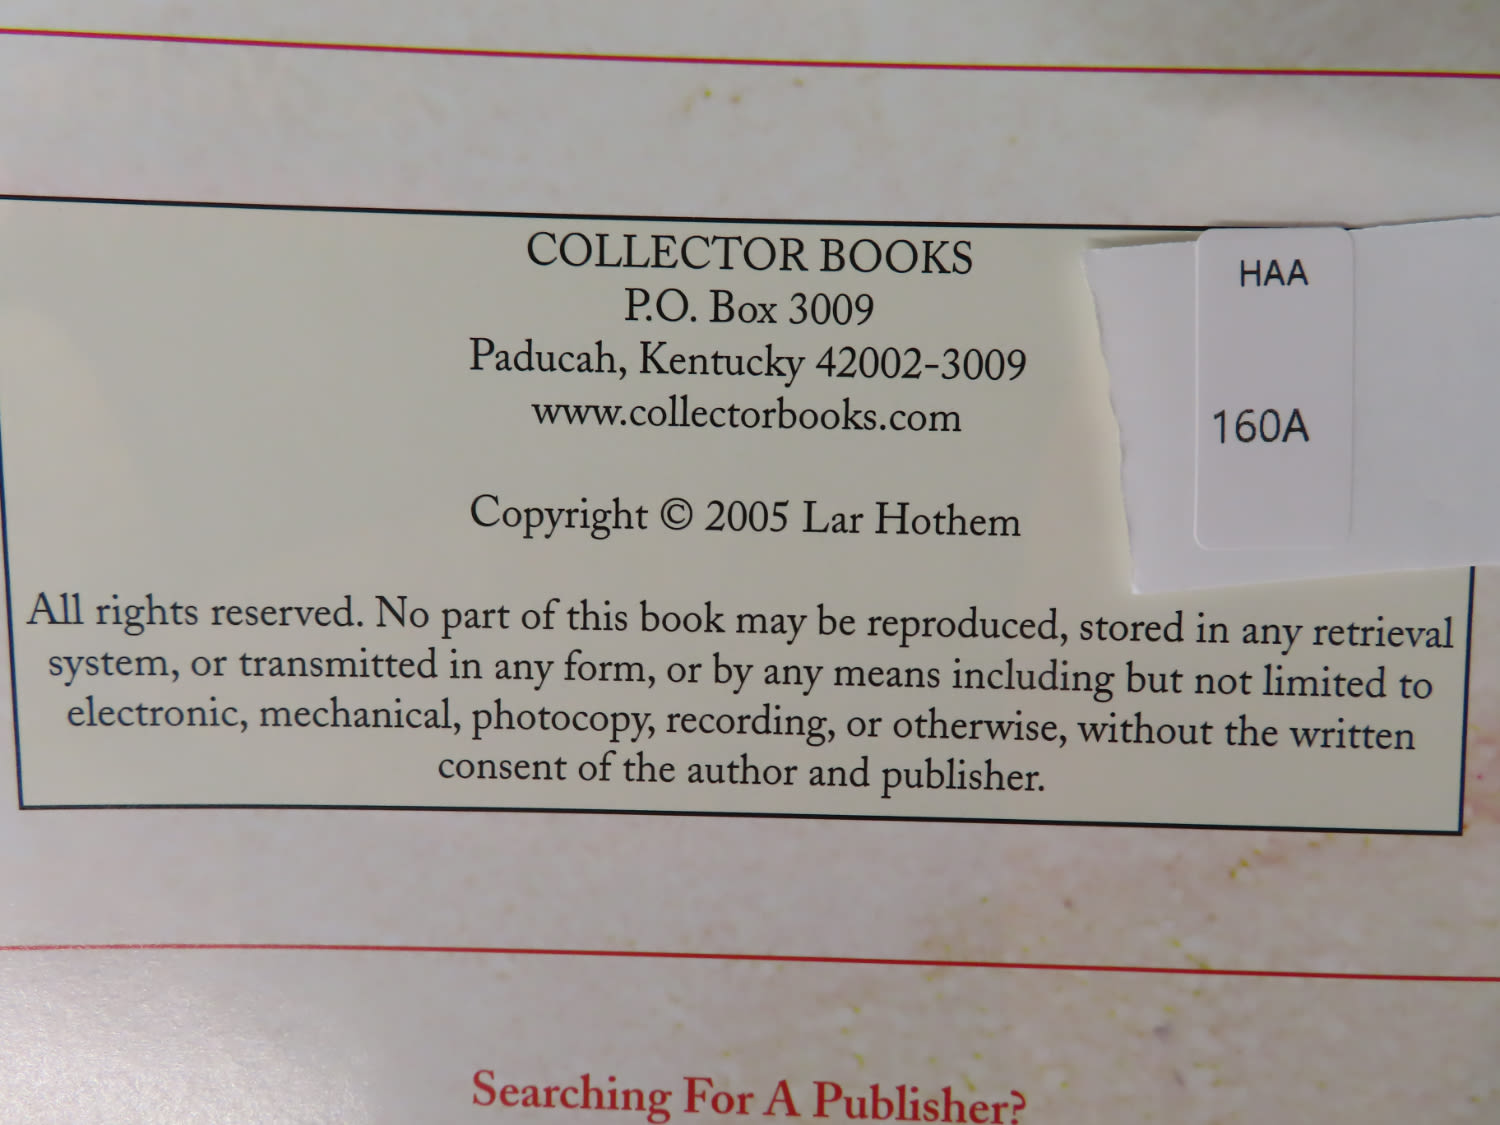 COLLECTOR BOOKS
P.O. Box 3009
Paducah, Kentucky 42002-3009
www.collectorbooks.com
HAA
160A
Copyright © 2005 Lar Hothem
All rights reserved. No part of this book may be reproduced, stored in any retrieval
system, or transmitted in any form, or by any means including but not limited to
electronic, mechanical, photocopy, recording, or otherwise, without the written
consent of the author and publisher.
Searching For A Publisher?